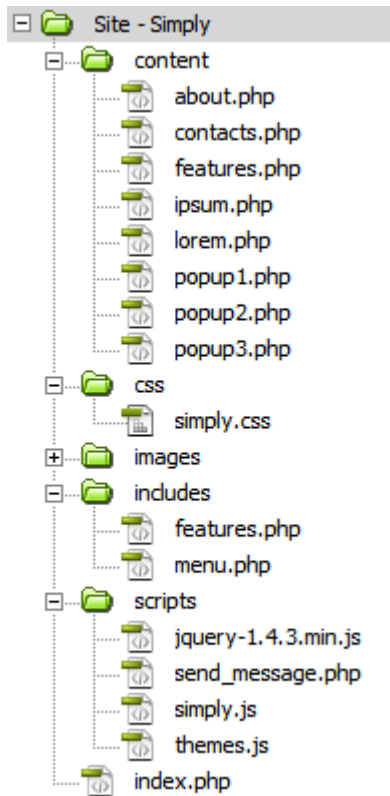 Site - Simply
content
about.php
contacts.php
features.php
ipsum.php
lorem.php
popup1.php
popup2.php
popup3.php
css
simply.css
images
includes
features.php
menu.php
scripts
jquery-1.4.3.min.js
send_message.php
simply.js
themes.js
index.php